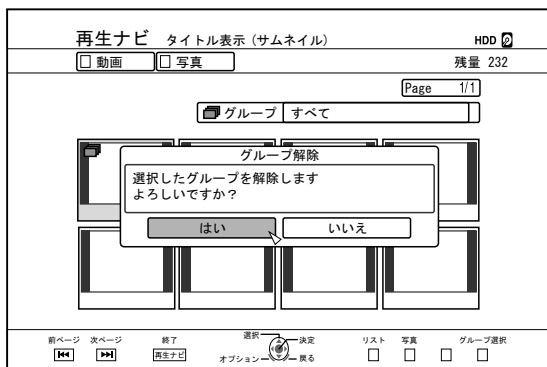 再生ナビ タイトル表示（サムネイル） HDD
動画 写真 残量 232
Page 1/1
グループ すべて
グループ解除
選択したグループを解除します
よろしいですか？
はい いいえ
前ページ 次ページ 終了 選択 決定 リスト 写真 グループ選択
再生ナビ オプション 戻る